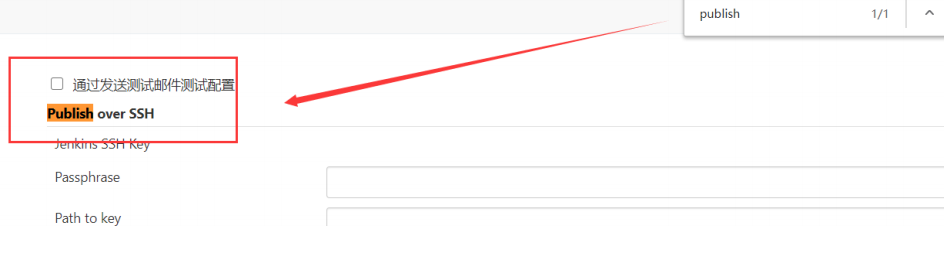 publish 1/1
通过发送测试邮件测试配置
Publish over SSH
Jenkins SSH Key
Passphrase
Path to key